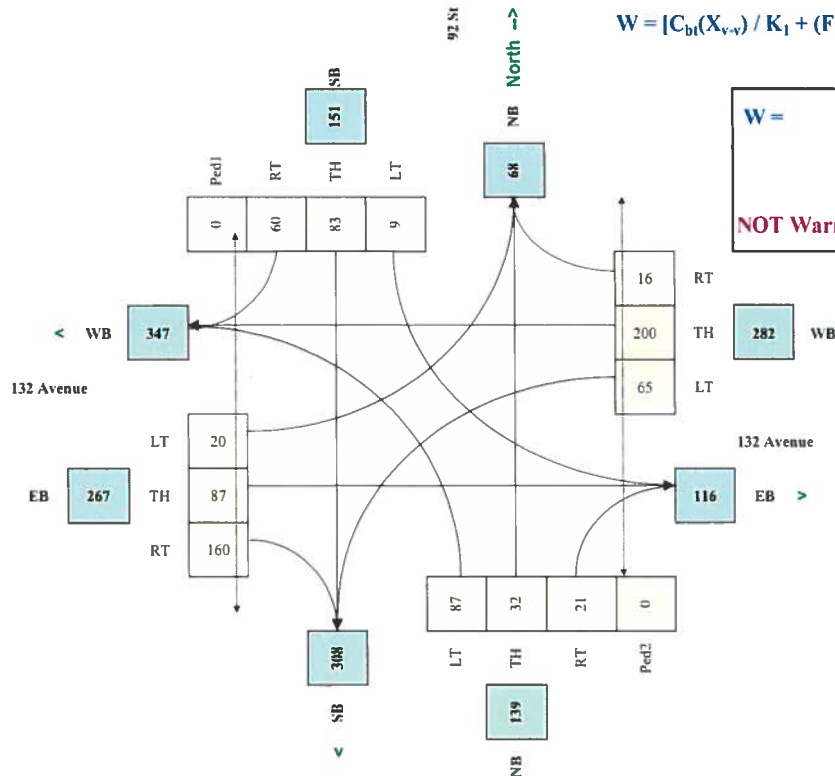 W = [Cbt(Xv-v) / K1 + (F
92 St
North -->
W =
NOT Warr
SB
151
Ped1
RT
TH
LT
0
60
83
9
NB
68
16
RT
200
TH
65
LT
282
WB
< WB
347
132 Avenue
LT
20
EB
267
TH
87
RT
160
132 Avenue
116
EB >
87
32
21
0
LT
TH
RT
Ped2
308
SB
<
139
NB